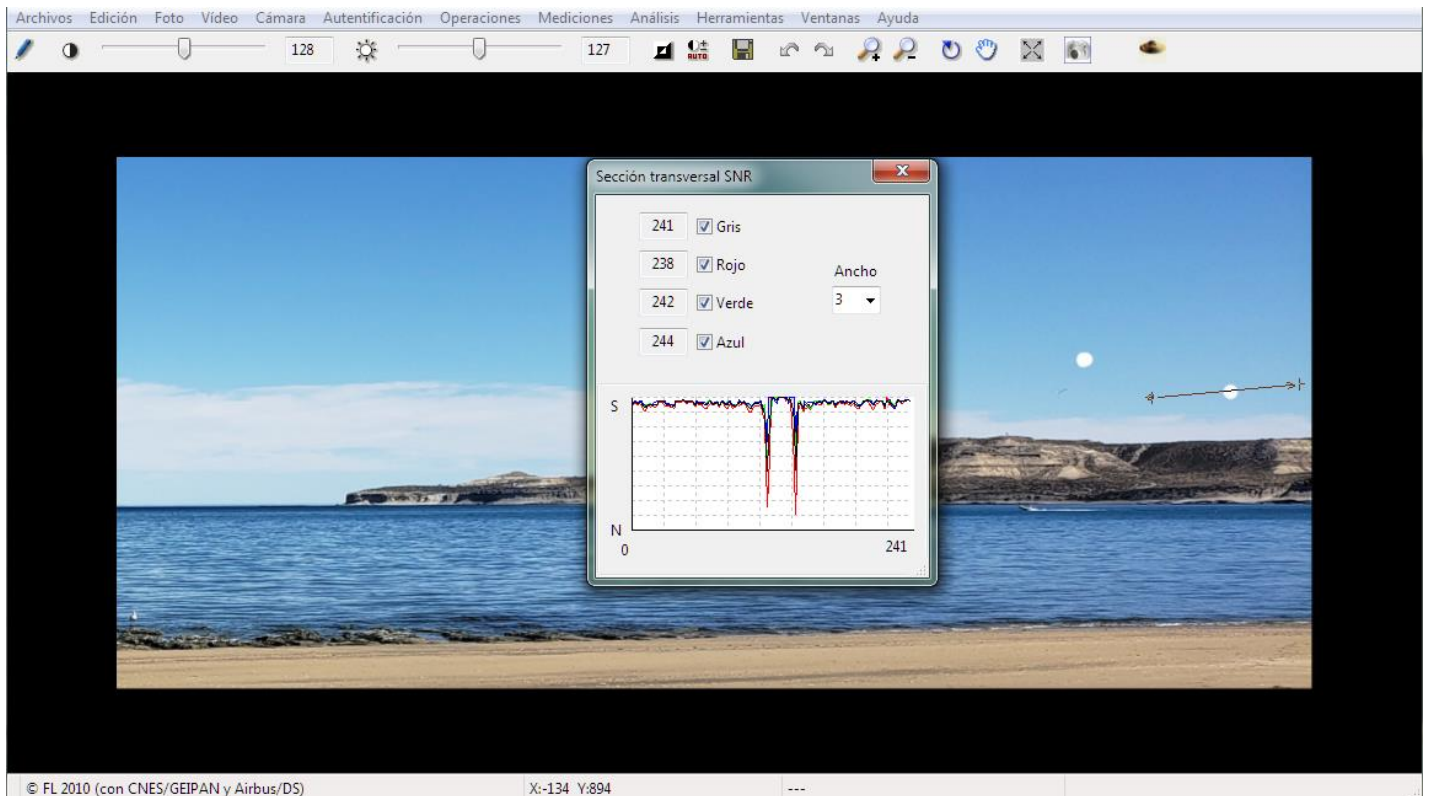 Archivos Edición Foto Vídeo Cámara Autentificación Operaciones Mediciones Análisis Herramientas Ventanas Ayuda
128 127 AUTO
Sección transversal SNR
241 Gris
238 Rojo
Ancho
242 Verde 3
244 Azul
S
N
0 241
© FL 2010 (con CNES/GEIPAN y Airbus/DS) X:-134 Y:894 ---